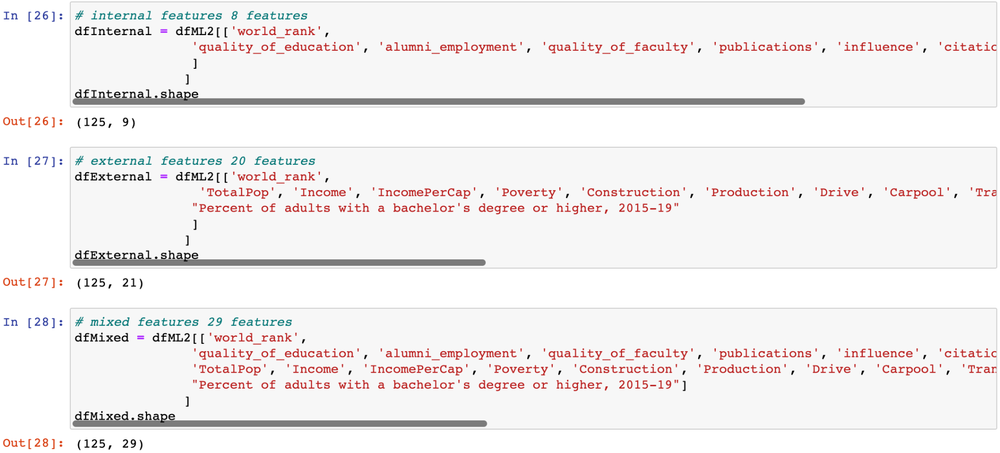 In [26]: # internal features 8 features
dfInternal = dfML2[['world_rank',
'quality_of_education', 'alumni_employment', 'quality_of_faculty', 'publications', 'influence',
]
]
dfInternal.shape
Out[26]: (125, 9)
In [27]: # external features 20 features
dfExternal = dfML2[['world_rank',
'TotalPop', 'Income', 'IncomePerCap', 'Poverty', 'Construction', 'Production', 'Drive', 'Carpool',
"Percent of adults with a bachelor's degree or higher, 2015-19"
]
]
dfExternal.shape
Out[27]: (125, 21)
In [28]: # mixed features 29 features
dfMixed = dfML2[['world_rank',
'quality_of_education', 'alumni_employment', 'quality_of_faculty', 'publications', 'influence',
'TotalPop', 'Income', 'IncomePerCap', 'Poverty', 'Construction', 'Production', 'Drive', 'Carpool',
"Percent of adults with a bachelor's degree or higher, 2015-19"]
]
dfMixed.shape
Out[28]: (125, 29)